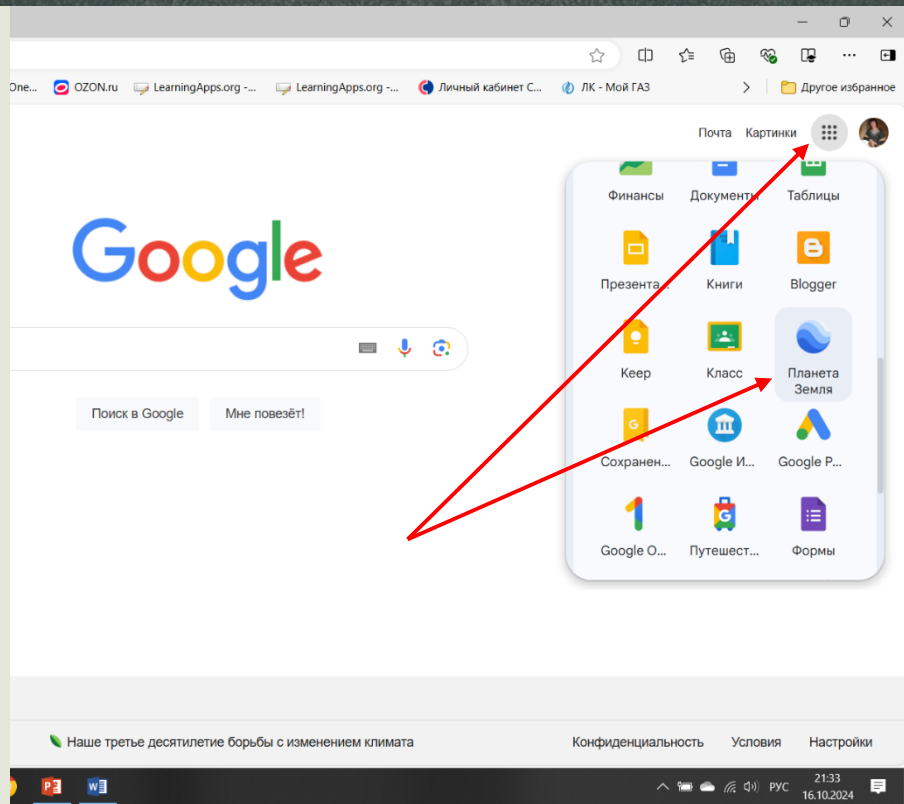 One... OZON.ru LearningApps.org -... LearningApps.org -... Личный кабинет С... ЛК - Мой ГАЗ Другое избранное
Почта Картинки
Финансы Документы Таблицы
Google
Презента... Книги Blogger
Keep Класс Планета Земля
Поиск в Google Мне повезёт!
Сохранен... Google И... Google Р...
Google O... Путешест... Формы
Наше третье десятилетие борьбы с изменением климата Конфиденциальность Условия Настройки
РУС 21:33
16.10.2024